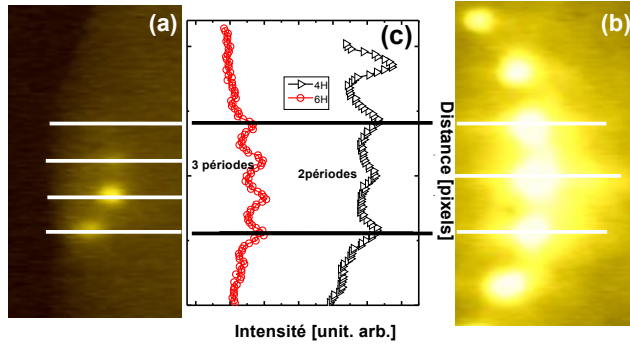 (a)
(c)
(b)
4H
6H
3 périodes
2périodes
Distance [pixels]
Intensité [unit. arb.]